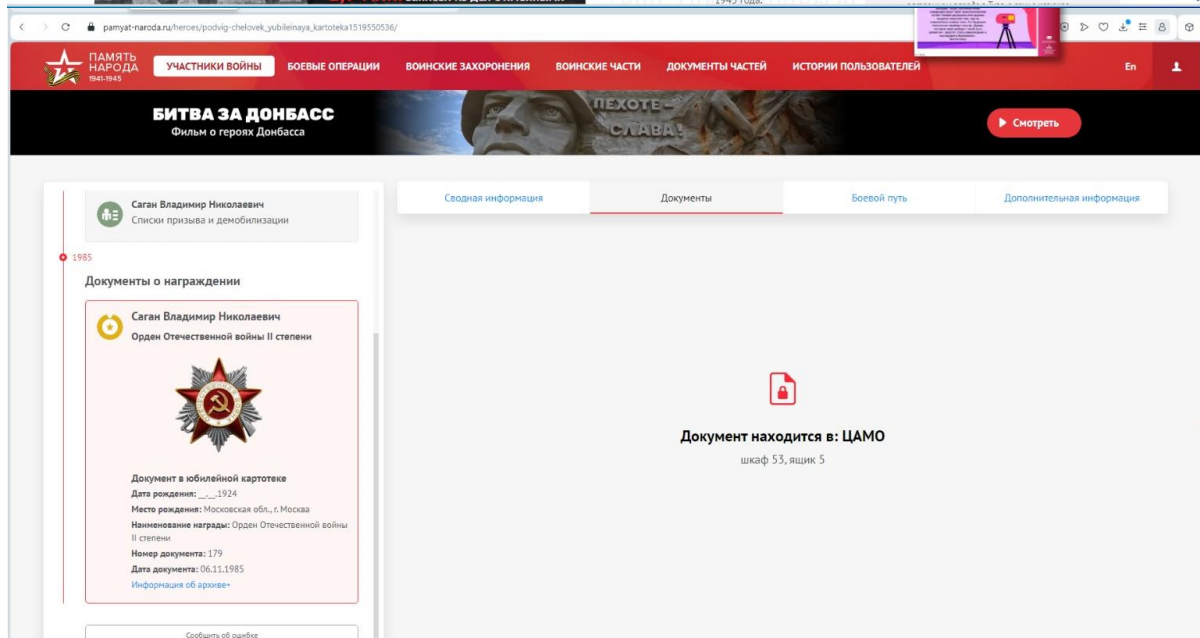 pamyat-naroda.ru/heroes/podvig-chelovek_yubileinaya_kartoteka1519550536/
ПАМЯТЬ
НАРОДА
1941-1945
УЧАСТНИКИ ВОЙНЫ
БОЕВЫЕ ОПЕРАЦИИ
ВОИНСКИЕ ЗАХОРОНЕНИЯ
ВОИНСКИЕ ЧАСТИ
ДОКУМЕНТЫ ЧАСТЕЙ
ИСТОРИИ ПОЛЬЗОВАТЕЛЕЙ
En
БИТВА ЗА ДОНБАСС
Фильм о героях Донбасса
ПЕХОТЕ-
СЛАВА!
Смотреть
Саган Владимир Николаевич
Списки призыва и демобилизации
1985
Документы о награждении
Саган Владимир Николаевич
Орден Отечественной войны II степени
Документ в юбилейной картотеке
Дата рождения: __.__.1924
Место рождения: Московская обл., г. Москва
Наименование награды: Орден Отечественной войны
II степени
Номер документа: 179
Дата документа: 06.11.1985
Информация об архиве+
Сообщить об ошибке
Сводная информация
Документы
Боевой путь
Дополнительная информация
Документ находится в: ЦАМО
шкаф 53, ящик 5